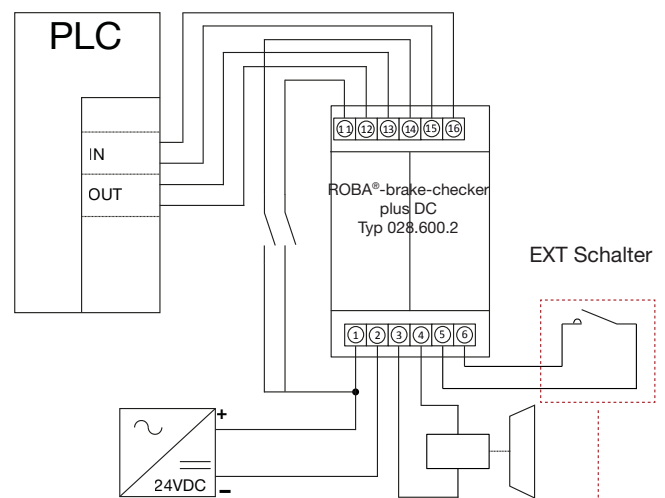 PLC
11 12 13 14 15 16
IN
OUT
ROBA®-brake-checker
plus DC
Typ 028.600.2
EXT Schalter
1 2 3 4 5 6
+
24VDC
–